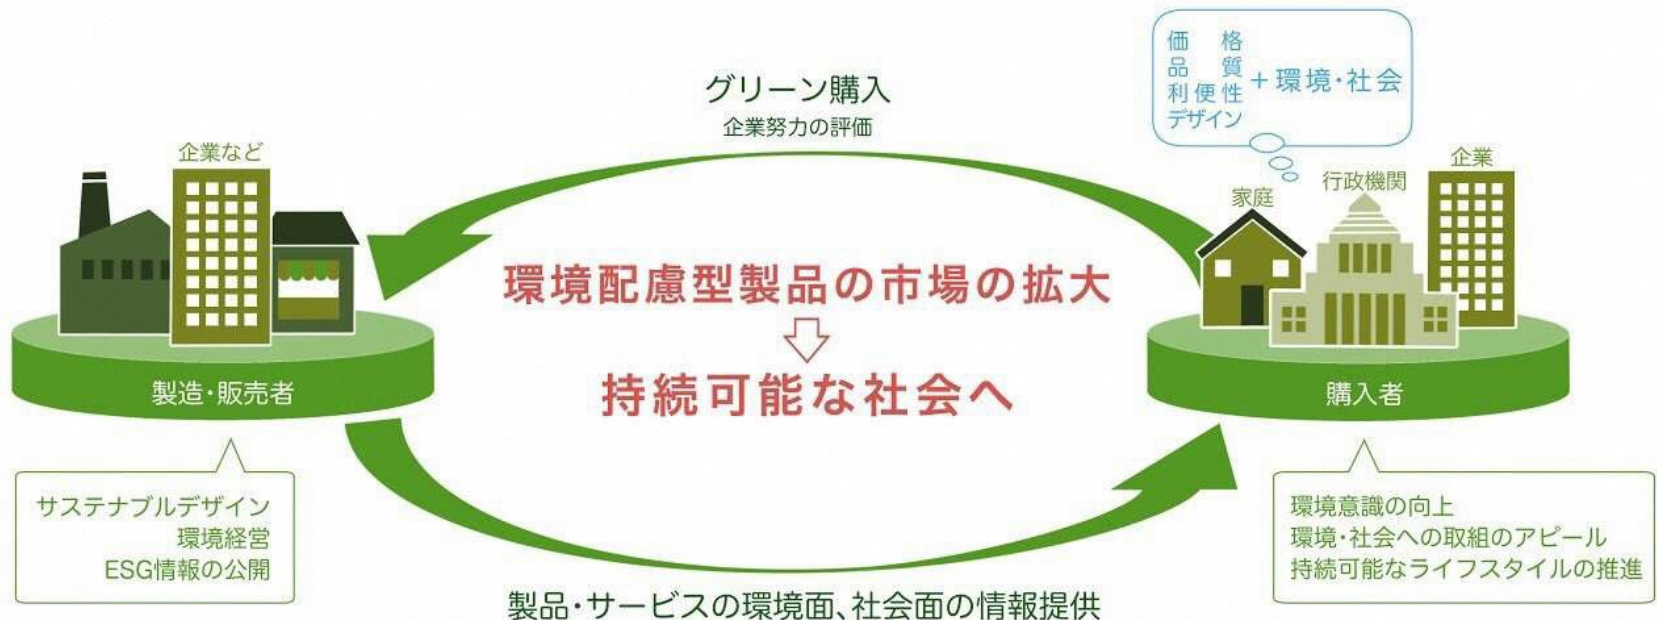 価格
品質
利便性
デザイン
+環境・社会
グリーン購入
企業努力の評価
企業など
家庭
行政機関
企業
環境配慮型製品の市場の拡大
持続可能な社会へ
製造・販売者
購入者
サステナブルデザイン
環境経営
ESG情報の公開
環境意識の向上
環境・社会への取組のアピール
持続可能なライフスタイルの推進
製品・サービスの環境面、社会面の情報提供